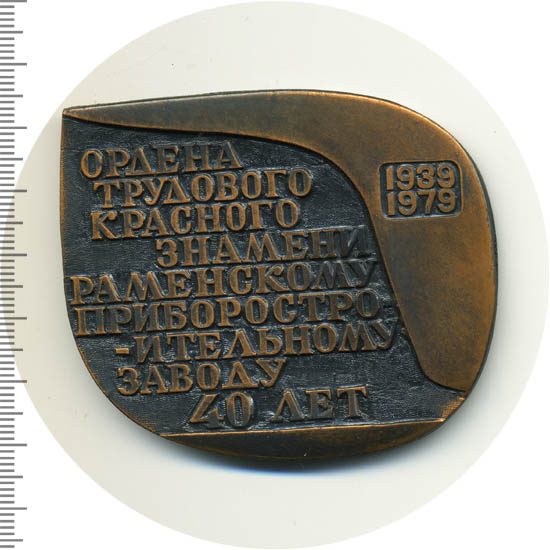 1939
1979
ОРДЕНА
ТРУДОВОГО
КРАСНОГО
ЗНАМЕНИ
РАМЕНСКОМУ
ПРИБОРОСТРО
-ИТЕЛЬНОМУ
ЗАВОДУ
40 ЛЕТ